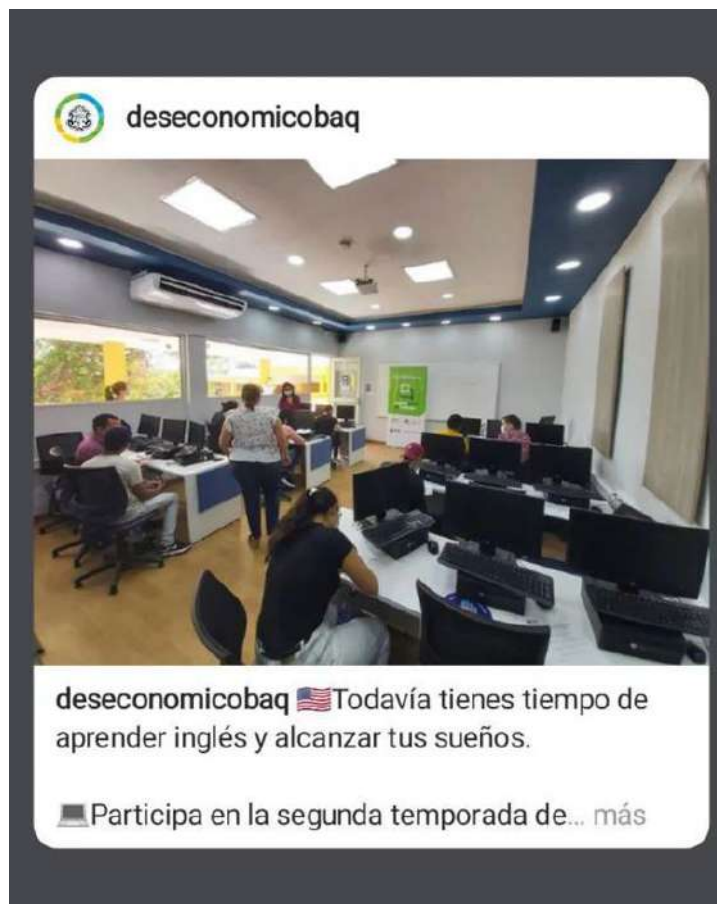 deseconomicobaq
deseconomicobaq 🇺🇸Todavía tienes tiempo de
aprender inglés y alcanzar tus sueños.
💻Participa en la segunda temporada de... más